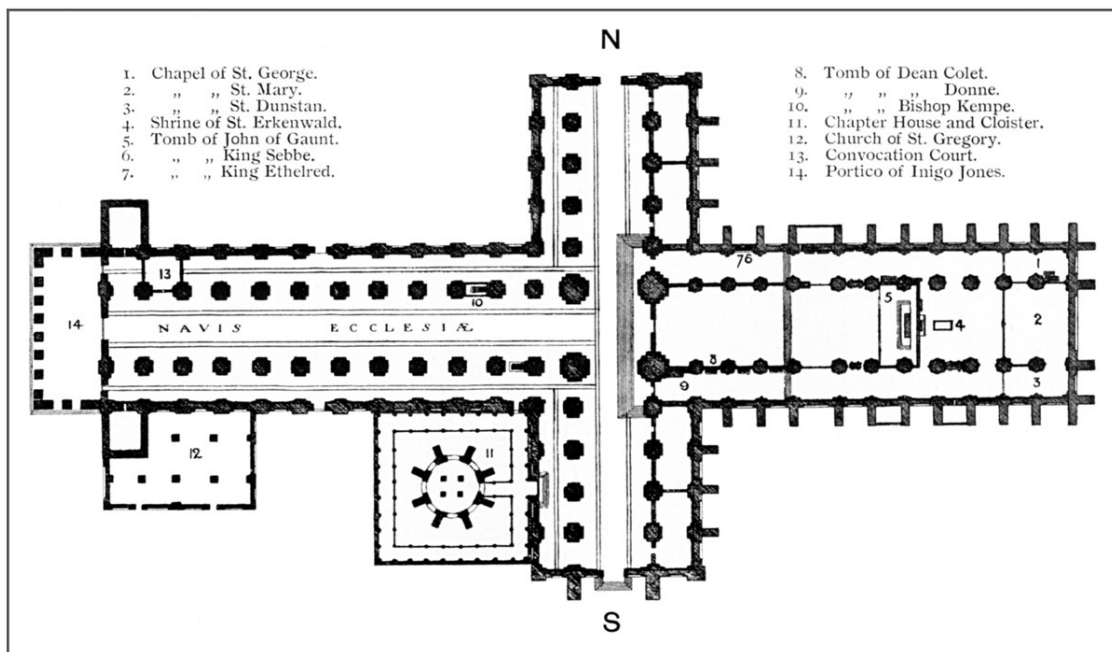 N
1. Chapel of St. George.
2. „ „ St. Mary.
3. „ „ St. Dunstan.
4. Shrine of St. Erkenwald.
5. Tomb of John of Gaunt.
6. „ „ King Sebbe.
7. „ „ King Ethelred.
8. Tomb of Dean Colet.
9. „ „ „ Donne.
10. „ „ Bishop Kempe.
11. Chapter House and Cloister.
12. Church of St. Gregory.
13. Convocation Court.
14. Portico of Inigo Jones.
76
1
13
5
10
14
4
2
NAVIS ECCLESIÆ
8
9
3
12
11
S